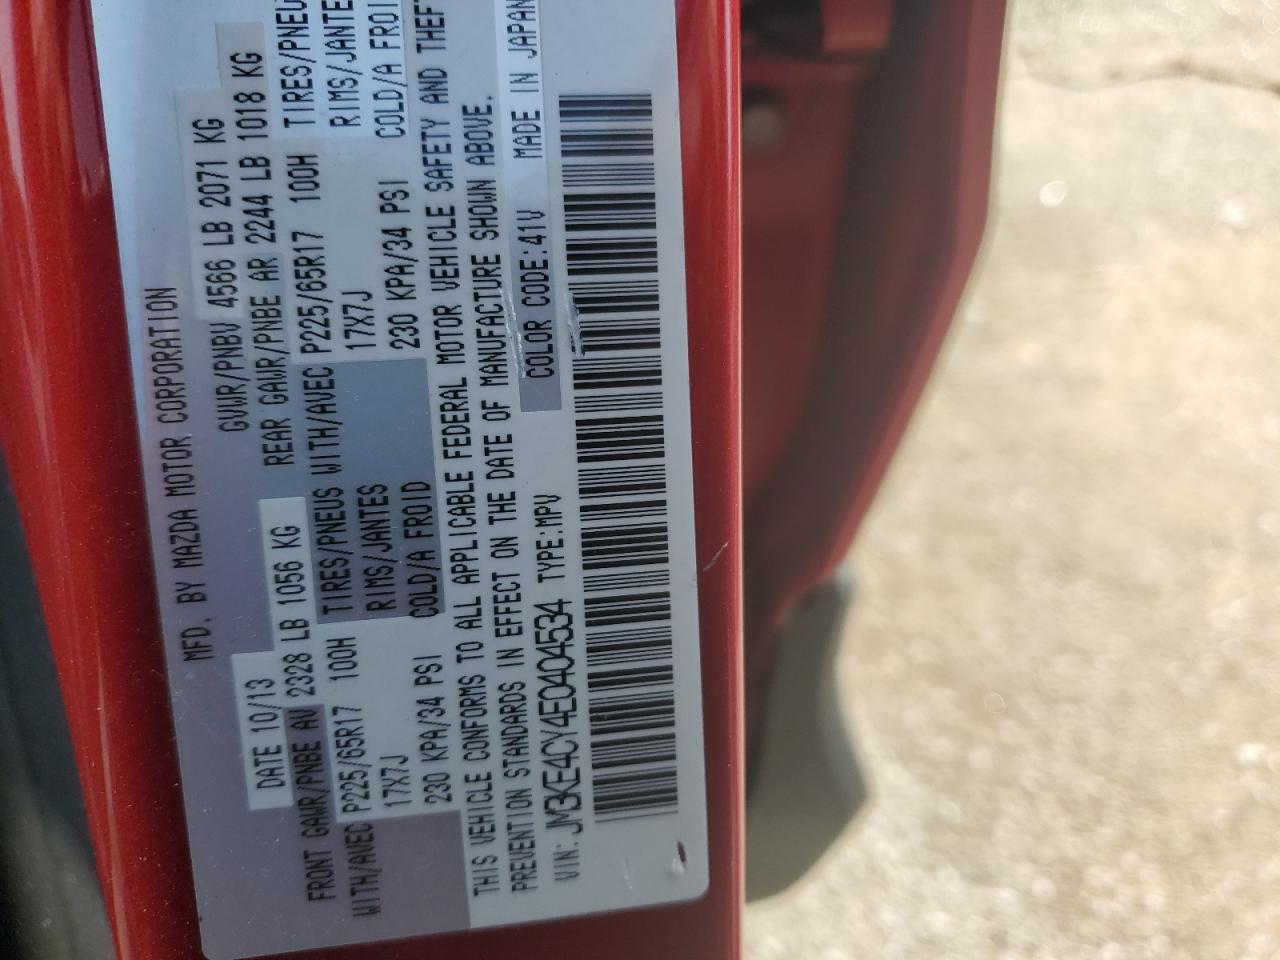 MFD. BY MAZDA MOTOR CORPORATION
DATE 10/13 GVWR/PNBV 4566 LB 2071 KG
FRONT GAWR/PNBE AV 2328 LB 1056 KG REAR GAWR/PNBE AR 2244 LB 1018 KG
WITH/AVEC P225/65R17 100H TIRES/PNEUS WITH/AVEC P225/65R17 100H TIRES/PNEU
17X7J RIMS/JANTES 17X7J RIMS/JANTE
230 KPA/34 PSI COLD/A FROID 230 KPA/34 PSI COLD/A FROI
THIS VEHICLE CONFORMS TO ALL APPLICABLE FEDERAL MOTOR VEHICLE SAFETY AND THEF
PREVENTION STANDARDS IN EFFECT ON THE DATE OF MANUFACTURE SHOWN ABOVE.
VIN: JM3KE4CY4E0404534 TYPE:MPV COLOR CODE:41V MADE IN JAPAN